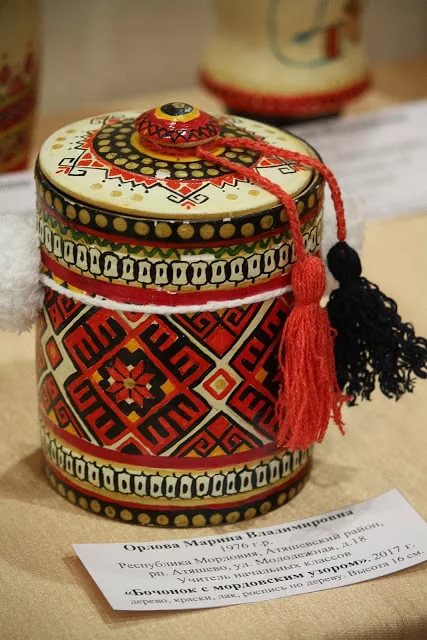 Орлова Марина Владимировна
1976 г.р.
Республика Мордовия, Атяшевский район,
рп. Атяшево, ул. Молодежная, д.18
Учитель начальных классов
«Бочонок с мордовским узором», 2017 г.
дерево, краски, лак, роспись по дереву. Высота 16 см.